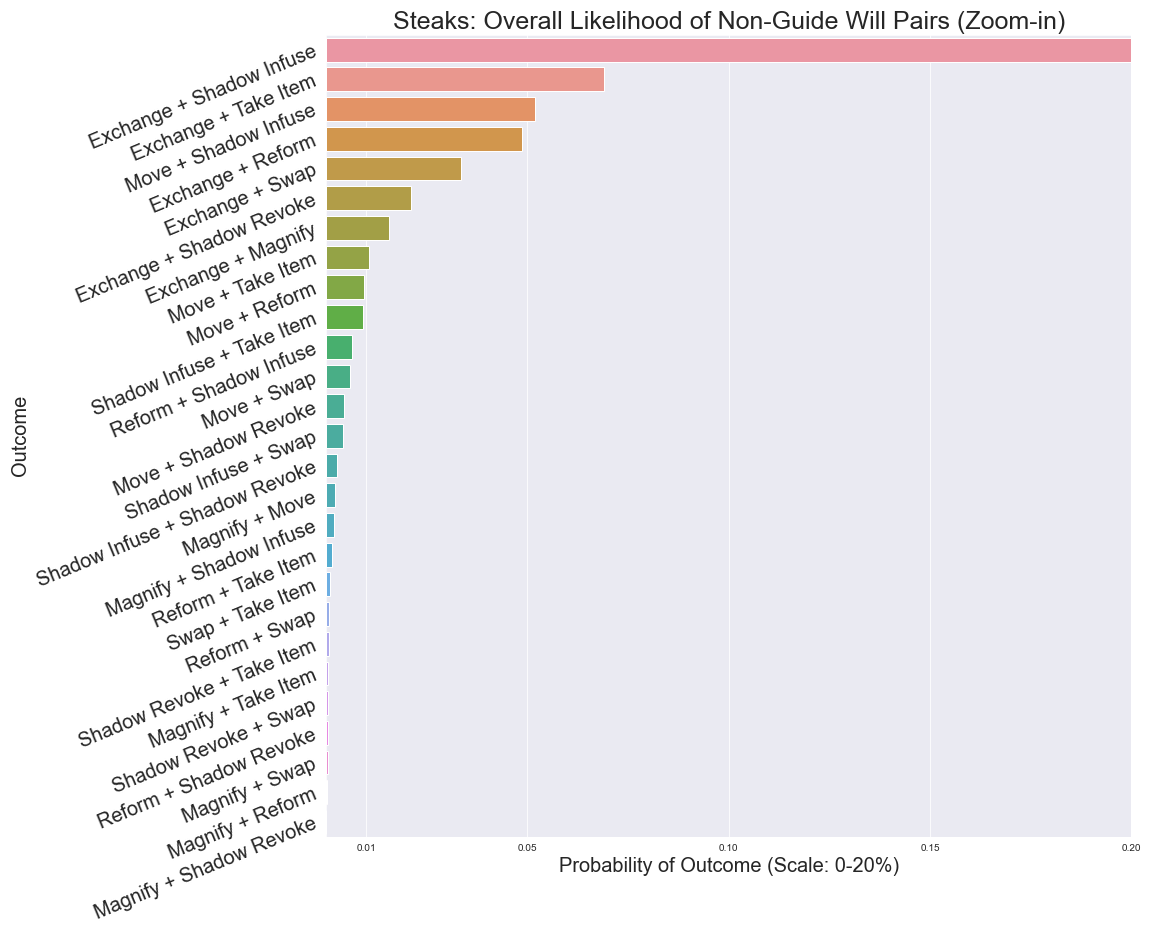 Steaks: Overall Likelihood of Non-Guide Will Pairs (Zoom-in)
Exchange + Shadow Infuse
Exchange + Take Item
Move + Shadow Infuse
Exchange + Reform
Exchange + Swap
Exchange + Shadow Revoke
Exchange + Magnify
Move + Take Item
Move + Reform
Shadow Infuse + Take Item
Reform + Shadow Infuse
Move + Swap
Move + Shadow Revoke
Shadow Infuse + Swap
Shadow Infuse + Shadow Revoke
Magnify + Move
Magnify + Shadow Infuse
Reform + Take Item
Swap + Take Item
Reform + Swap
Shadow Revoke + Take Item
Magnify + Take Item
Shadow Revoke + Swap
Reform + Shadow Revoke
Magnify + Swap
Magnify + Reform
Magnify + Shadow Revoke
Outcome
0.01 0.05 0.10 0.15 0.20
Probability of Outcome (Scale: 0-20%)